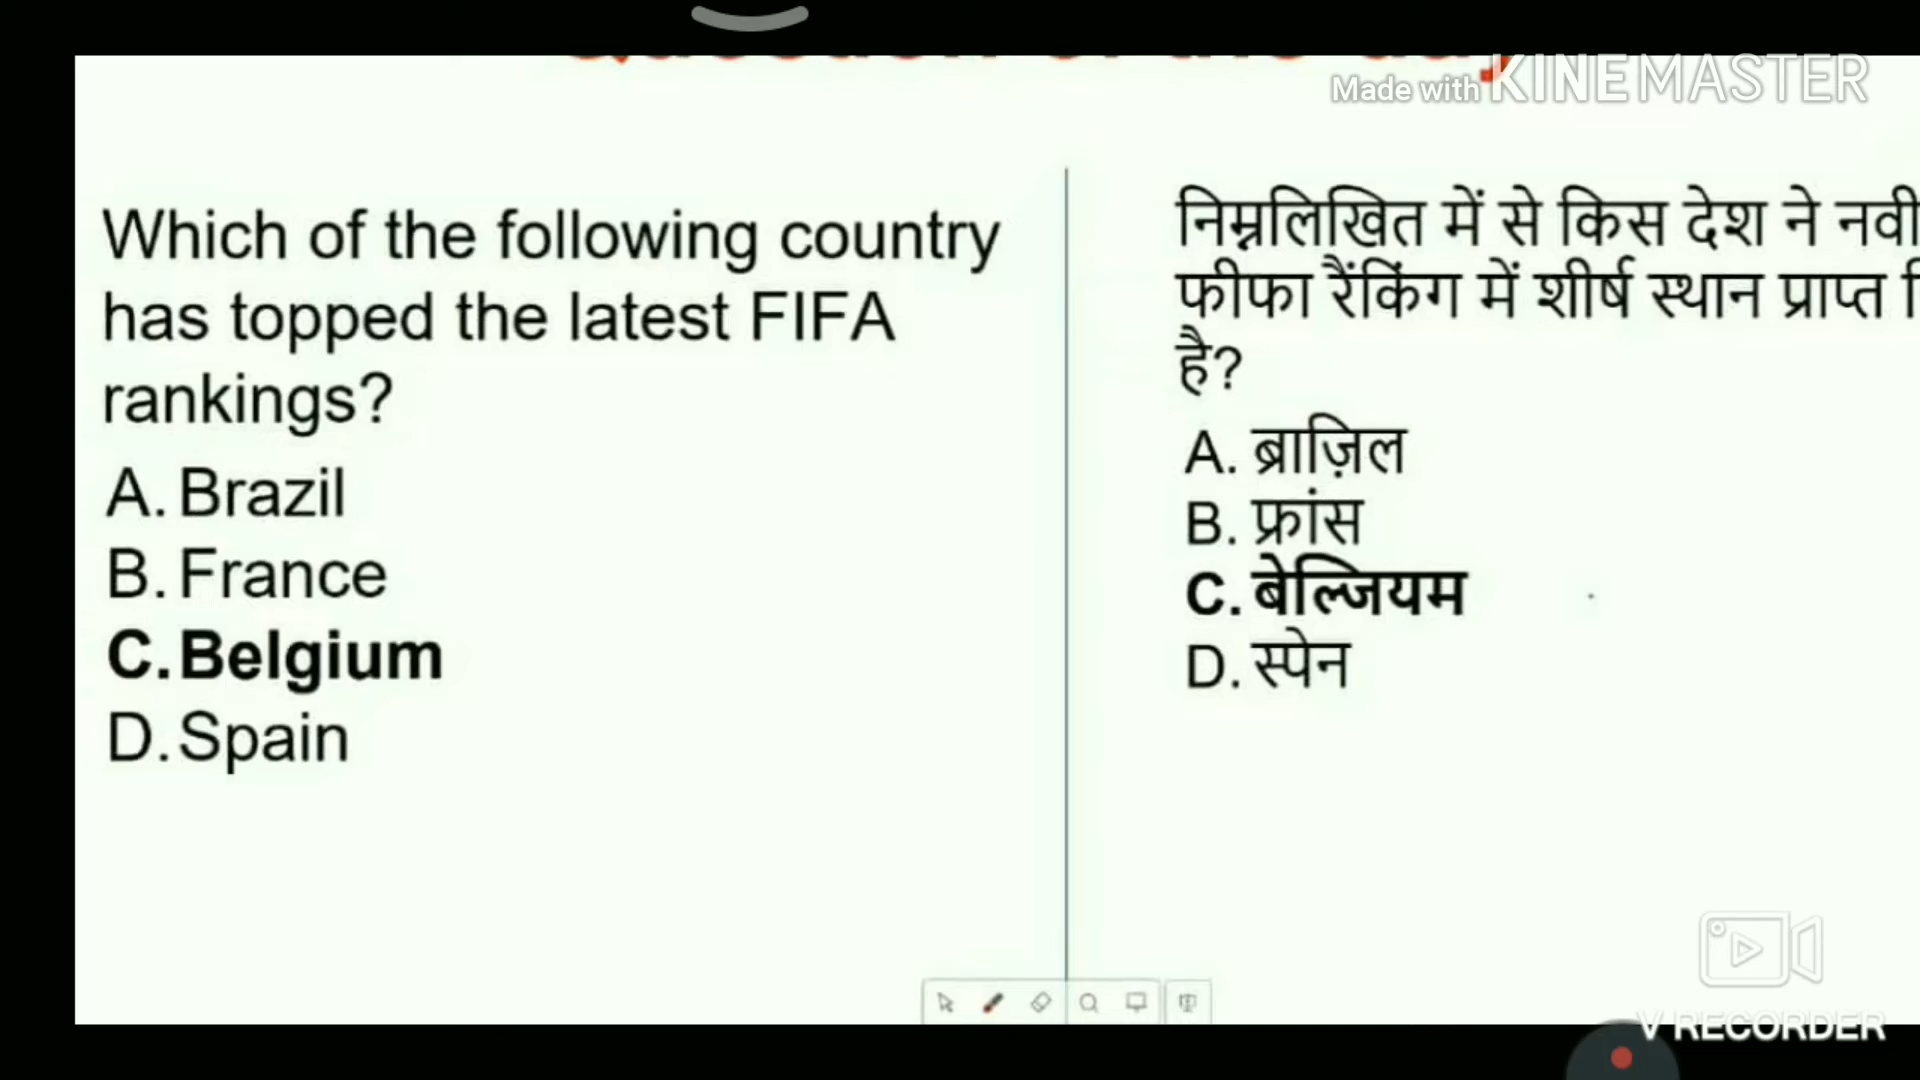 Made with KINEMASTER
Which of the following country
has topped the latest FIFA
rankings?
A. Brazil
B. France
C. Belgium
D. Spain
निम्नलिखित में से किस देश ने
फीफा रैंकिंग में शीर्ष स्थान प्राप्त
है?
A. ब्राज़िल
B. फ्रांस
C. बेल्जियम
D. स्पेन
V RECORDER